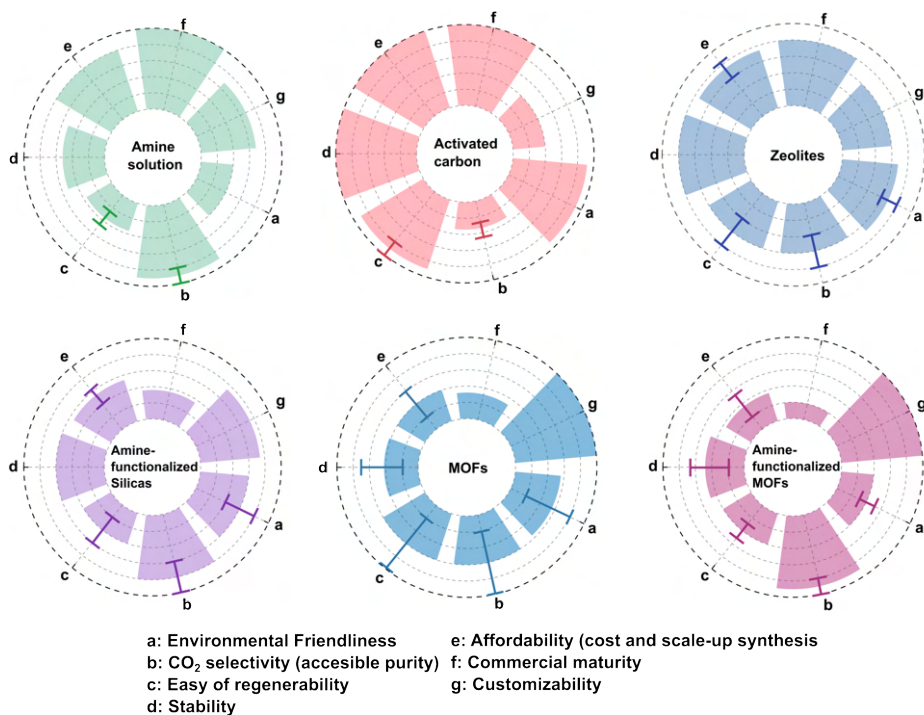 f
e
g
d
Amine
solution
a
c
b
f
e
g
d
Activated
carbon
a
c
b
f
e
g
d
Zeolites
a
c
b
f
e
g
d
Amine-
functionalized
Silicas
a
c
b
f
e
g
d
MOFs
a
c
b
f
e
g
d
Amine-
functionalized
MOFs
a
c
b
a: Environmental Friendliness
b: CO₂ selectivity (accesible purity)
c: Easy of regenerability
d: Stability
e: Affordability (cost and scale-up synthesis
f: Commercial maturity
g: Customizability